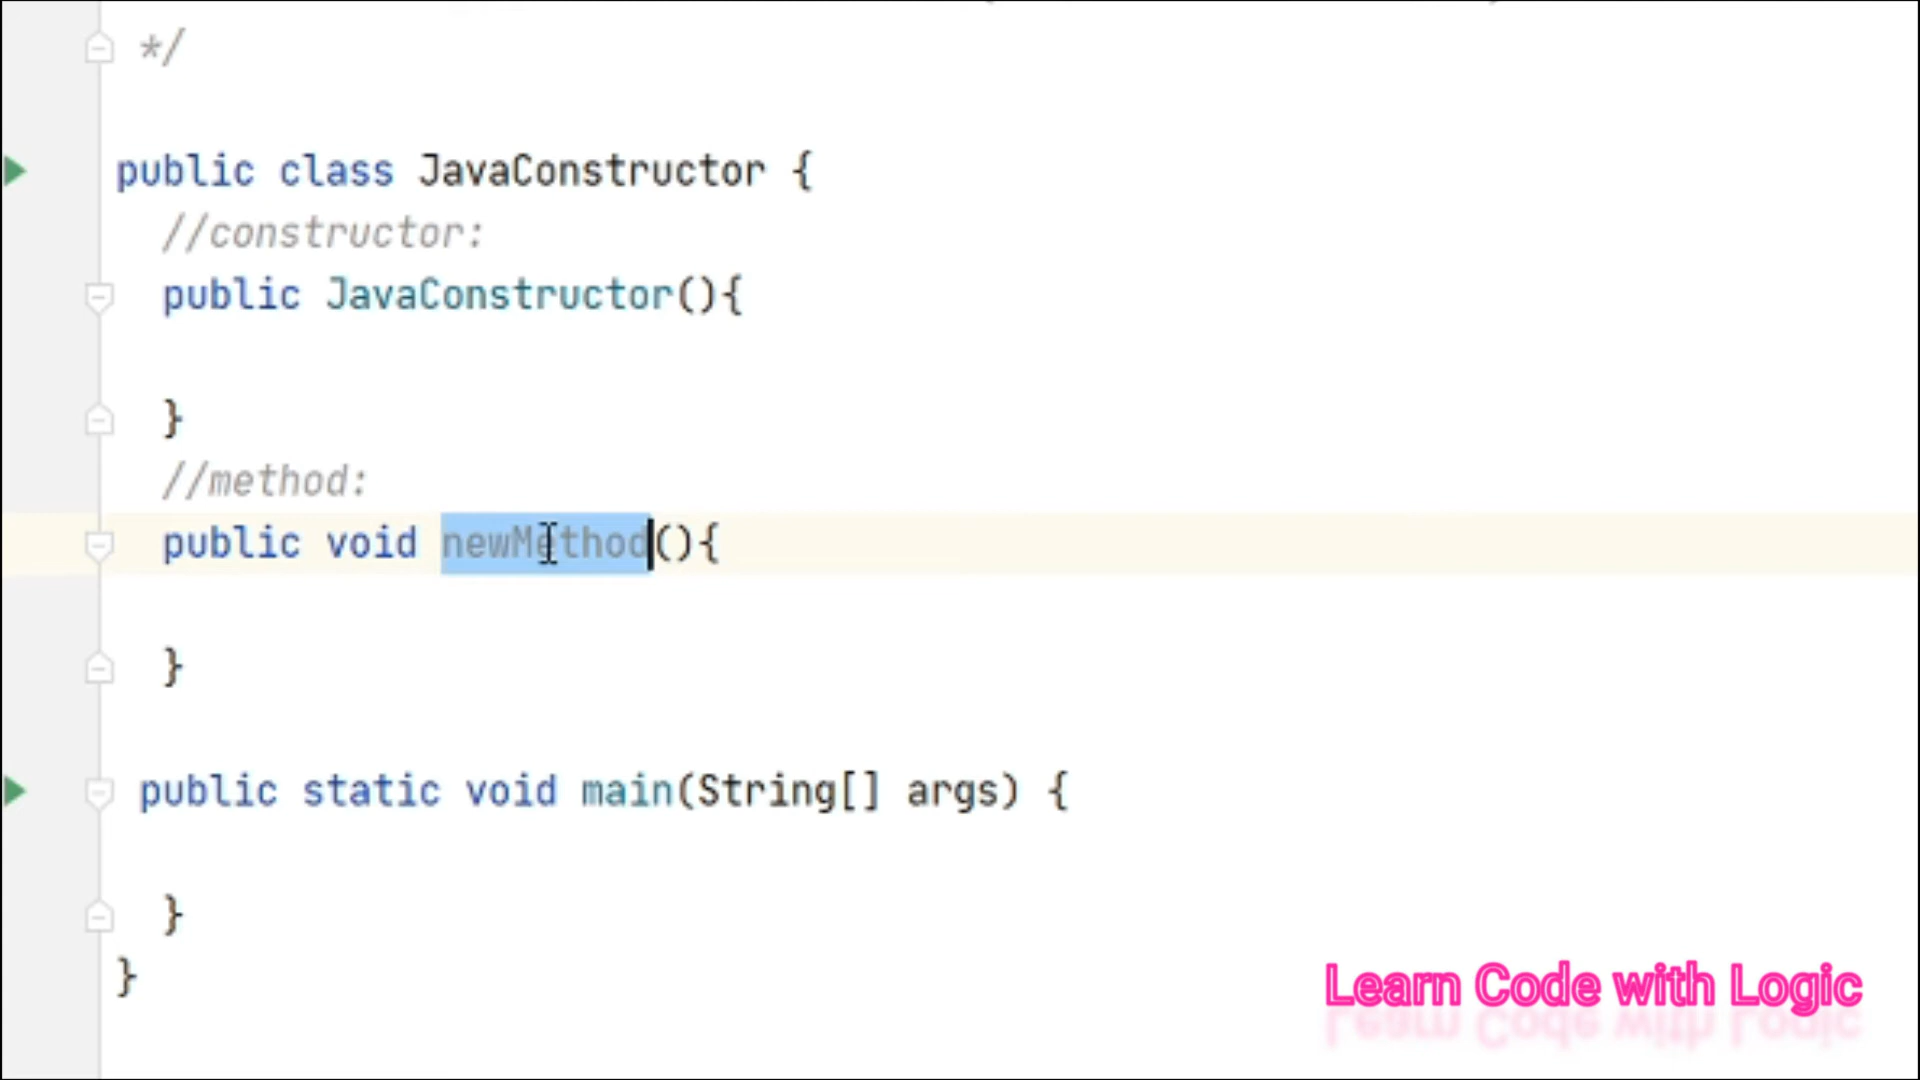 */
public class JavaConstructor {
//constructor:
public JavaConstructor(){
}
//method:
public void newMethod(){
}
public static void main(String[] args) {
}
}
Learn Code with Logic